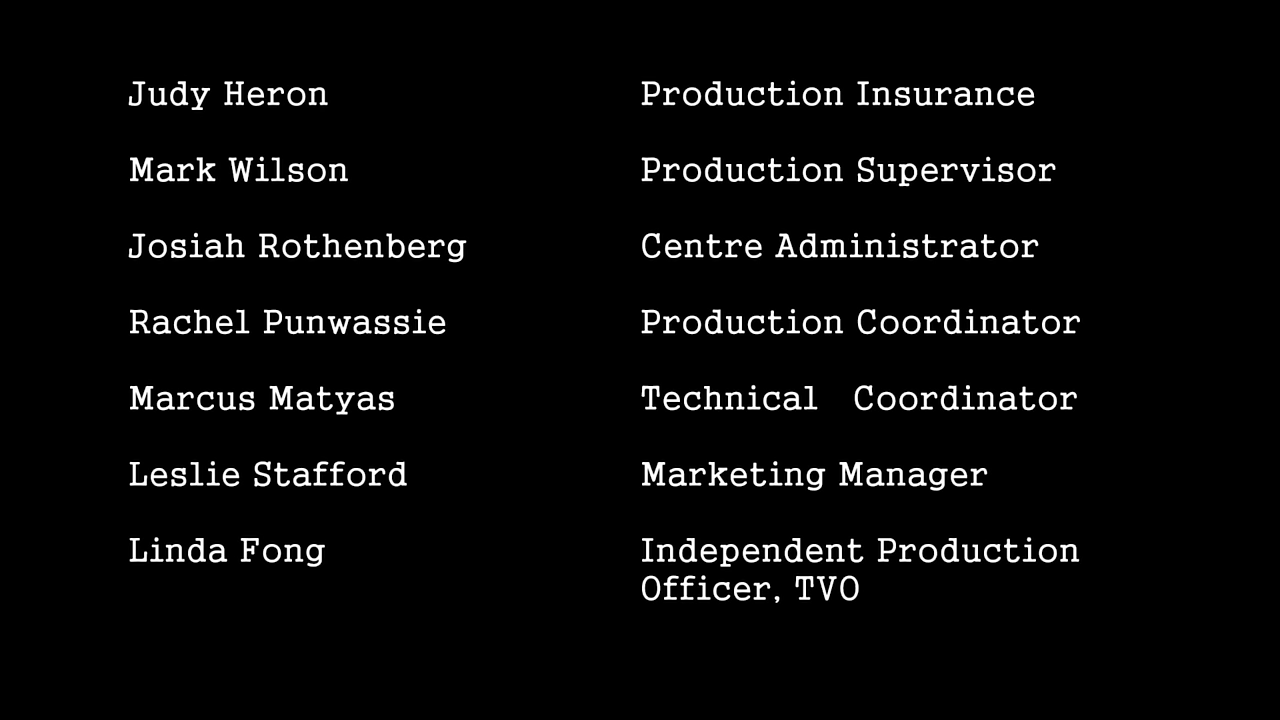 Judy Heron Production Insurance
Mark Wilson Production Supervisor
Josiah Rothenberg Centre Administrator
Rachel Punwassie Production Coordinator
Marcus Matyas Technical Coordinator
Leslie Stafford Marketing Manager
Linda Fong Independent Production
Officer, TVO